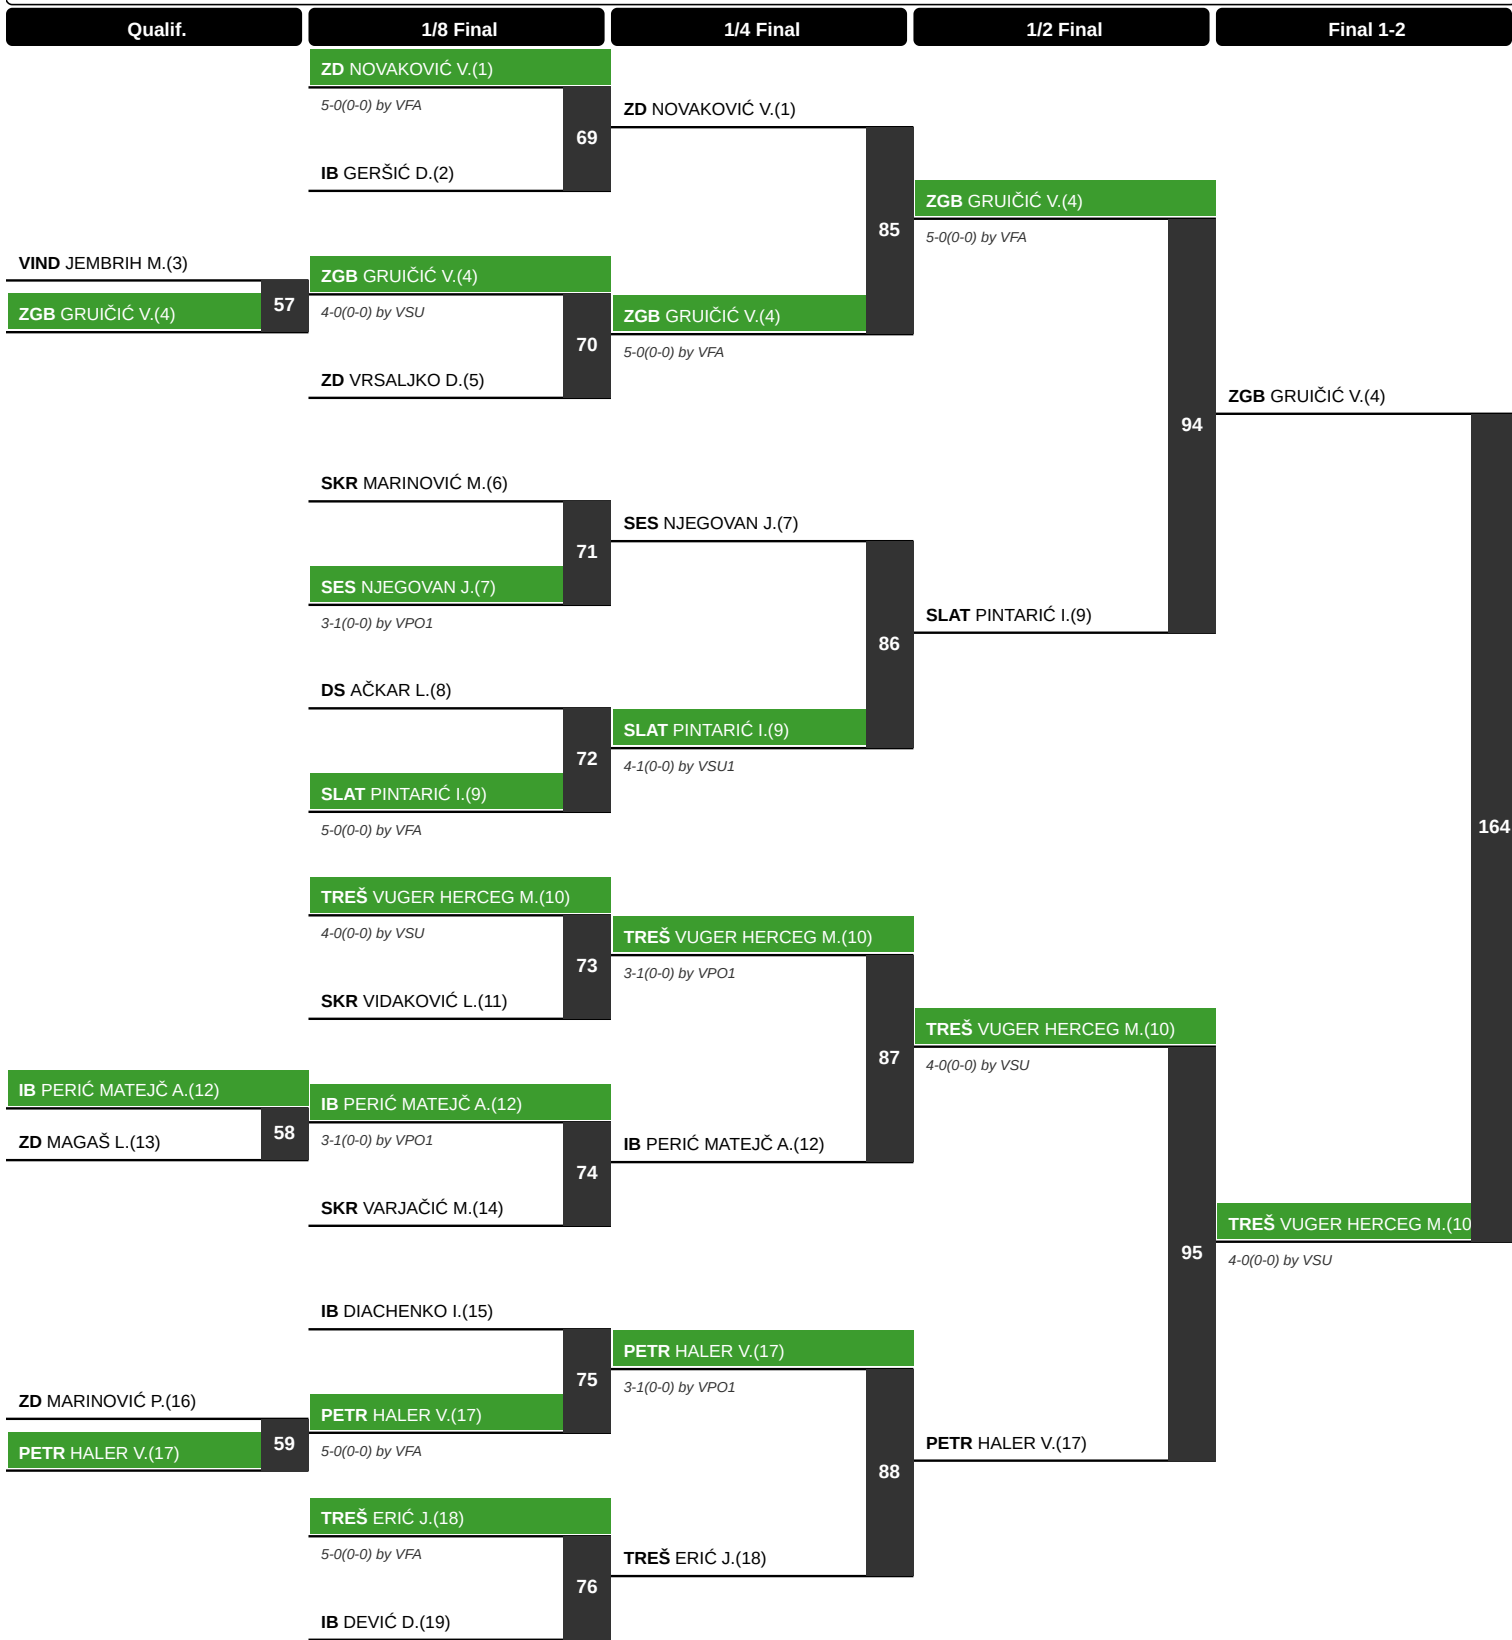 Qualif.
1/8 Final
1/4 Final
1/2 Final
Final 1-2
VIND JEMBRIH M.(3)
57
ZGB GRUIČIĆ V.(4)
IB PERIĆ MATEJČ A.(12)
58
ZD MAGAŠ L.(13)
ZD MARINOVIĆ P.(16)
59
PETR HALER V.(17)
ZD NOVAKOVIĆ V.(1)
5-0(0-0) by VFA
69
IB GERŠIĆ D.(2)
ZGB GRUIČIĆ V.(4)
4-0(0-0) by VSU
70
ZD VRSALJKO D.(5)
SKR MARINOVIĆ M.(6)
71
SES NJEGOVAN J.(7)
3-1(0-0) by VPO1
DS AČKAR L.(8)
72
SLAT PINTARIĆ I.(9)
5-0(0-0) by VFA
TREŠ VUGER HERCEG M.(10)
4-0(0-0) by VSU
73
SKR VIDAKOVIĆ L.(11)
IB PERIĆ MATEJČ A.(12)
3-1(0-0) by VPO1
74
SKR VARJAČIĆ M.(14)
IB DIACHENKO I.(15)
75
PETR HALER V.(17)
5-0(0-0) by VFA
TREŠ ERIĆ J.(18)
5-0(0-0) by VFA
76
IB DEVIĆ D.(19)
ZD NOVAKOVIĆ V.(1)
85
ZGB GRUIČIĆ V.(4)
5-0(0-0) by VFA
SES NJEGOVAN J.(7)
86
SLAT PINTARIĆ I.(9)
4-1(0-0) by VSU1
TREŠ VUGER HERCEG M.(10)
3-1(0-0) by VPO1
87
IB PERIĆ MATEJČ A.(12)
PETR HALER V.(17)
3-1(0-0) by VPO1
88
TREŠ ERIĆ J.(18)
ZGB GRUIČIĆ V.(4)
5-0(0-0) by VFA
94
SLAT PINTARIĆ I.(9)
TREŠ VUGER HERCEG M.(10)
4-0(0-0) by VSU
95
PETR HALER V.(17)
ZGB GRUIČIĆ V.(4)
164
TREŠ VUGER HERCEG M.(10
4-0(0-0) by VSU